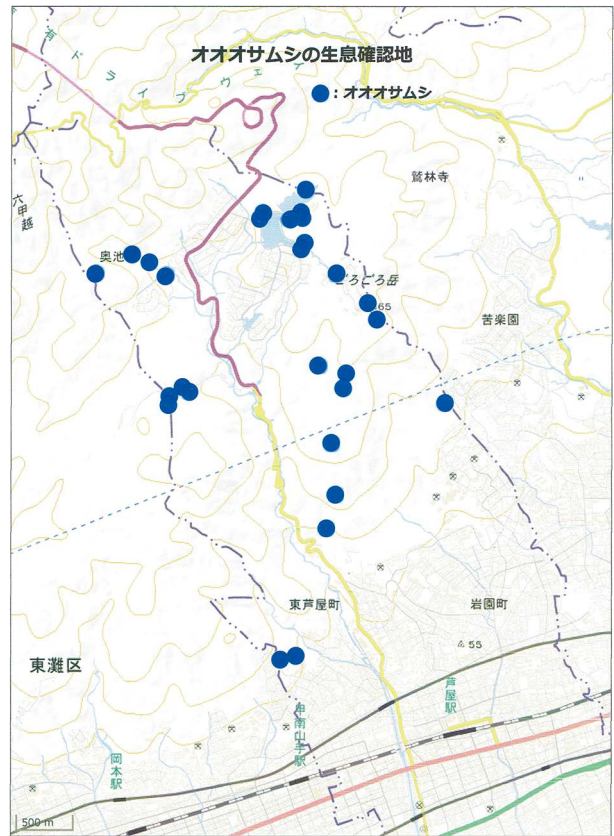 オオオサムシの生息確認地
有ドライブウェイ
：オオオサムシ
鷲林寺
六甲越
奥池
ごろごろ岳
65
苦楽園
東芦屋町
岩園町
55
東灘区
芦屋駅
甲南山手駅
岡本駅
500 m